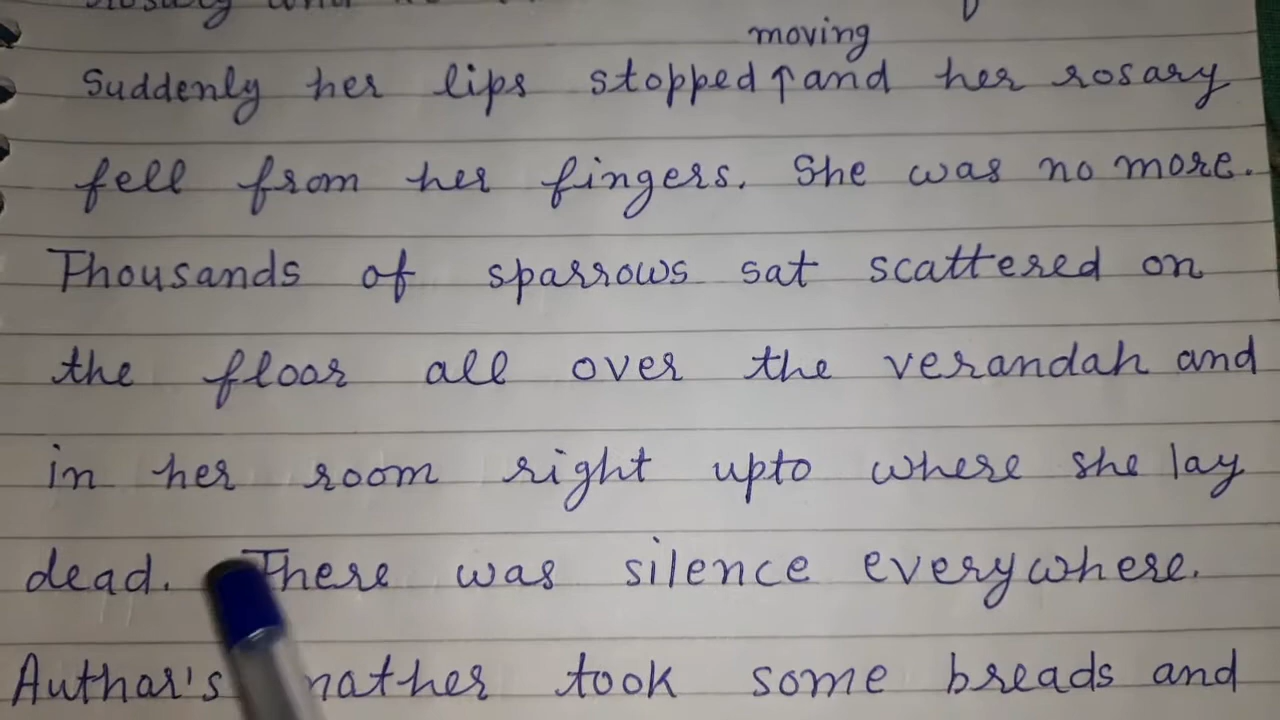 moving
Suddenly her lips stopped↑and her rosary
fell from her fingers. She was no more.
Thousands of sparrows sat scattered on
the floor all over the verandah and
in her room right upto where she lay
dead. There was silence everywhere.
Author's mother took some breads and